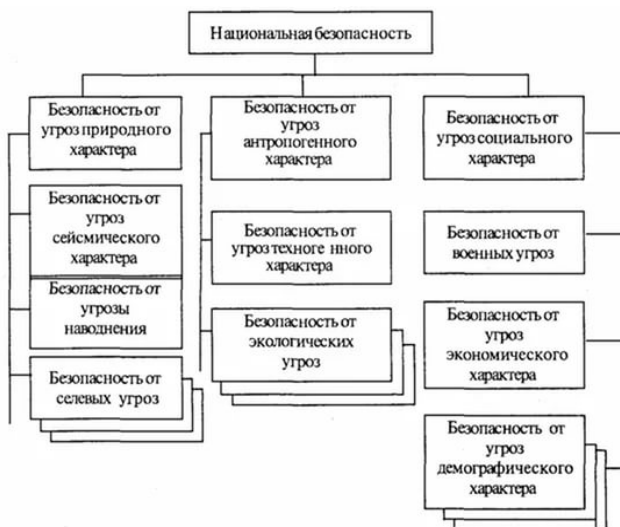 Национальная безопасность
Безопасность от
угроз природного
характера
Безопасность от
угроз
сейсмического
характера
Безопасность от
угрозы
наводнения
Безопасность от
селевых угроз
Безопасность от
угроз
антропогенного
характера
Безопасность от
угроз техноге нного
характера
Безопасность от
экологических
угроз
Безопасность от
угроз социального
характера
Безопасность от
военных угроз
Безопасность от
угроз
экономического
характера
Безопасность от
угроз
демографического
характера